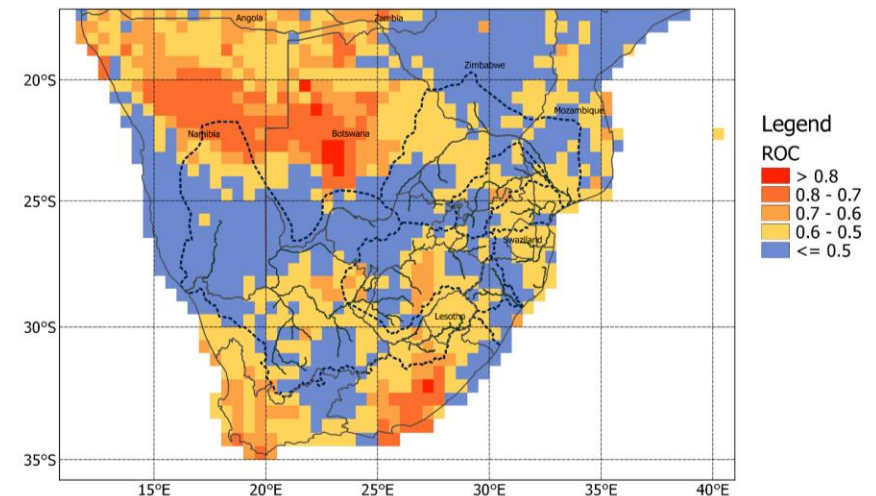 Angola
Zambia
Zimbabwe
20°S
Mozambique
Namibia
Botswana
Legend
ROC
> 0.8
0.8 - 0.7
0.7 - 0.6
0.6 - 0.5
<= 0.5
25°S
Swaziland
Lesotho
30°S
35°S
15°E 20°E 25°E 30°E 35°E 40°E